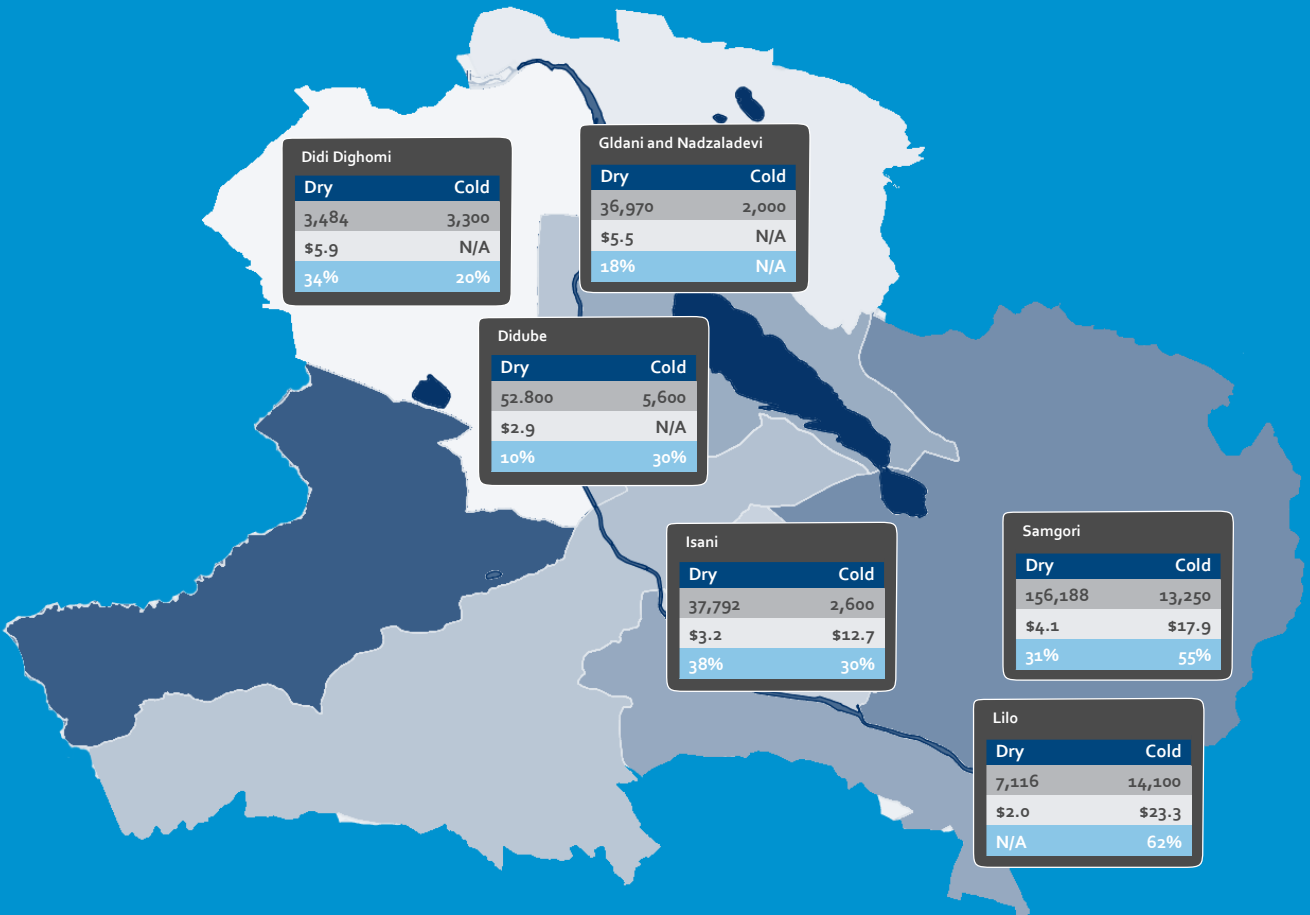 Didi Dighomi
Dry Cold
3,484 3,300
$5.9 N/A
34% 20%
Gldani and Nadzaladevi
Dry Cold
36,970 2,000
$5.5 N/A
18% N/A
Didube
Dry Cold
52.800 5,600
$2.9 N/A
10% 30%
Isani
Dry Cold
37,792 2,600
$3.2 $12.7
38% 30%
Samgori
Dry Cold
156,188 13,250
$4.1 $17.9
31% 55%
Lilo
Dry Cold
7,116 14,100
$2.0 $23.3
N/A 62%